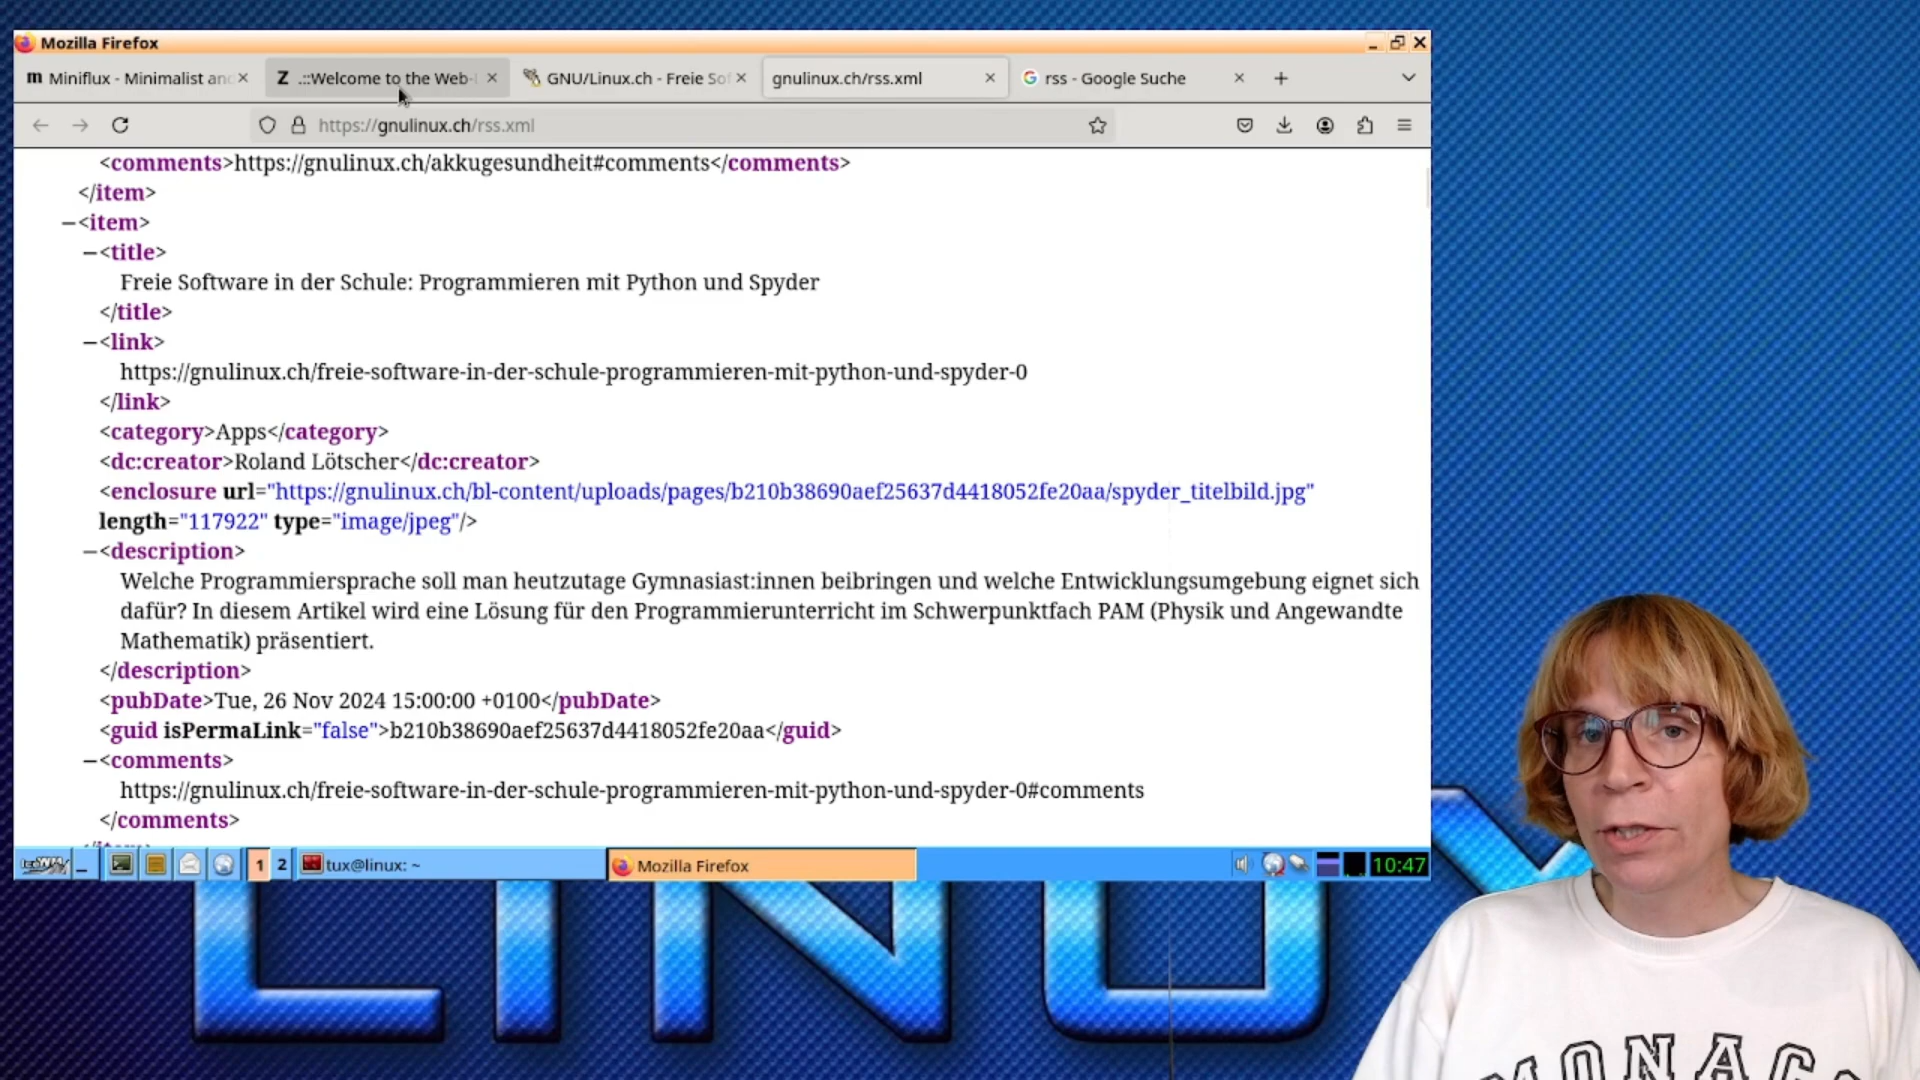 Mozilla Firefox
m Miniflux - Minimalist and
Z .::Welcome to the Web-
GNU/Linux.ch - Freie Sof
gnulinux.ch/rss.xml
G rss - Google Suche
https://gnulinux.ch/rss.xml
<comments>https://gnulinux.ch/akkugesundheit#comments</comments>
</item>
–<item>
–<title>
Freie Software in der Schule: Programmieren mit Python und Spyder
</title>
–<link>
https://gnulinux.ch/freie-software-in-der-schule-programmieren-mit-python-und-spyder-0
</link>
<category>Apps</category>
<dc:creator>Roland Lötscher</dc:creator>
<enclosure url="https://gnulinux.ch/bl-content/uploads/pages/b210b38690aef25637d4418052fe20aa/spyder_titelbild.jpg"
length="117922" type="image/jpeg"/>
–<description>
Welche Programmiersprache soll man heutzutage Gymnasiast:innen beibringen und welche Entwicklungsumgebung eignet sich
dafür? In diesem Artikel wird eine Lösung für den Programmierunterricht im Schwerpunktfach PAM (Physik und Angewandte
Mathematik) präsentiert.
</description>
<pubDate>Tue, 26 Nov 2024 15:00:00 +0100</pubDate>
<guid isPermaLink="false">b210b38690aef25637d4418052fe20aa</guid>
–<comments>
https://gnulinux.ch/freie-software-in-der-schule-programmieren-mit-python-und-spyder-0#comments
</comments>
IceWM
1
2
tux@linux: ~
Mozilla Firefox
10:47
LINUX
MONAC